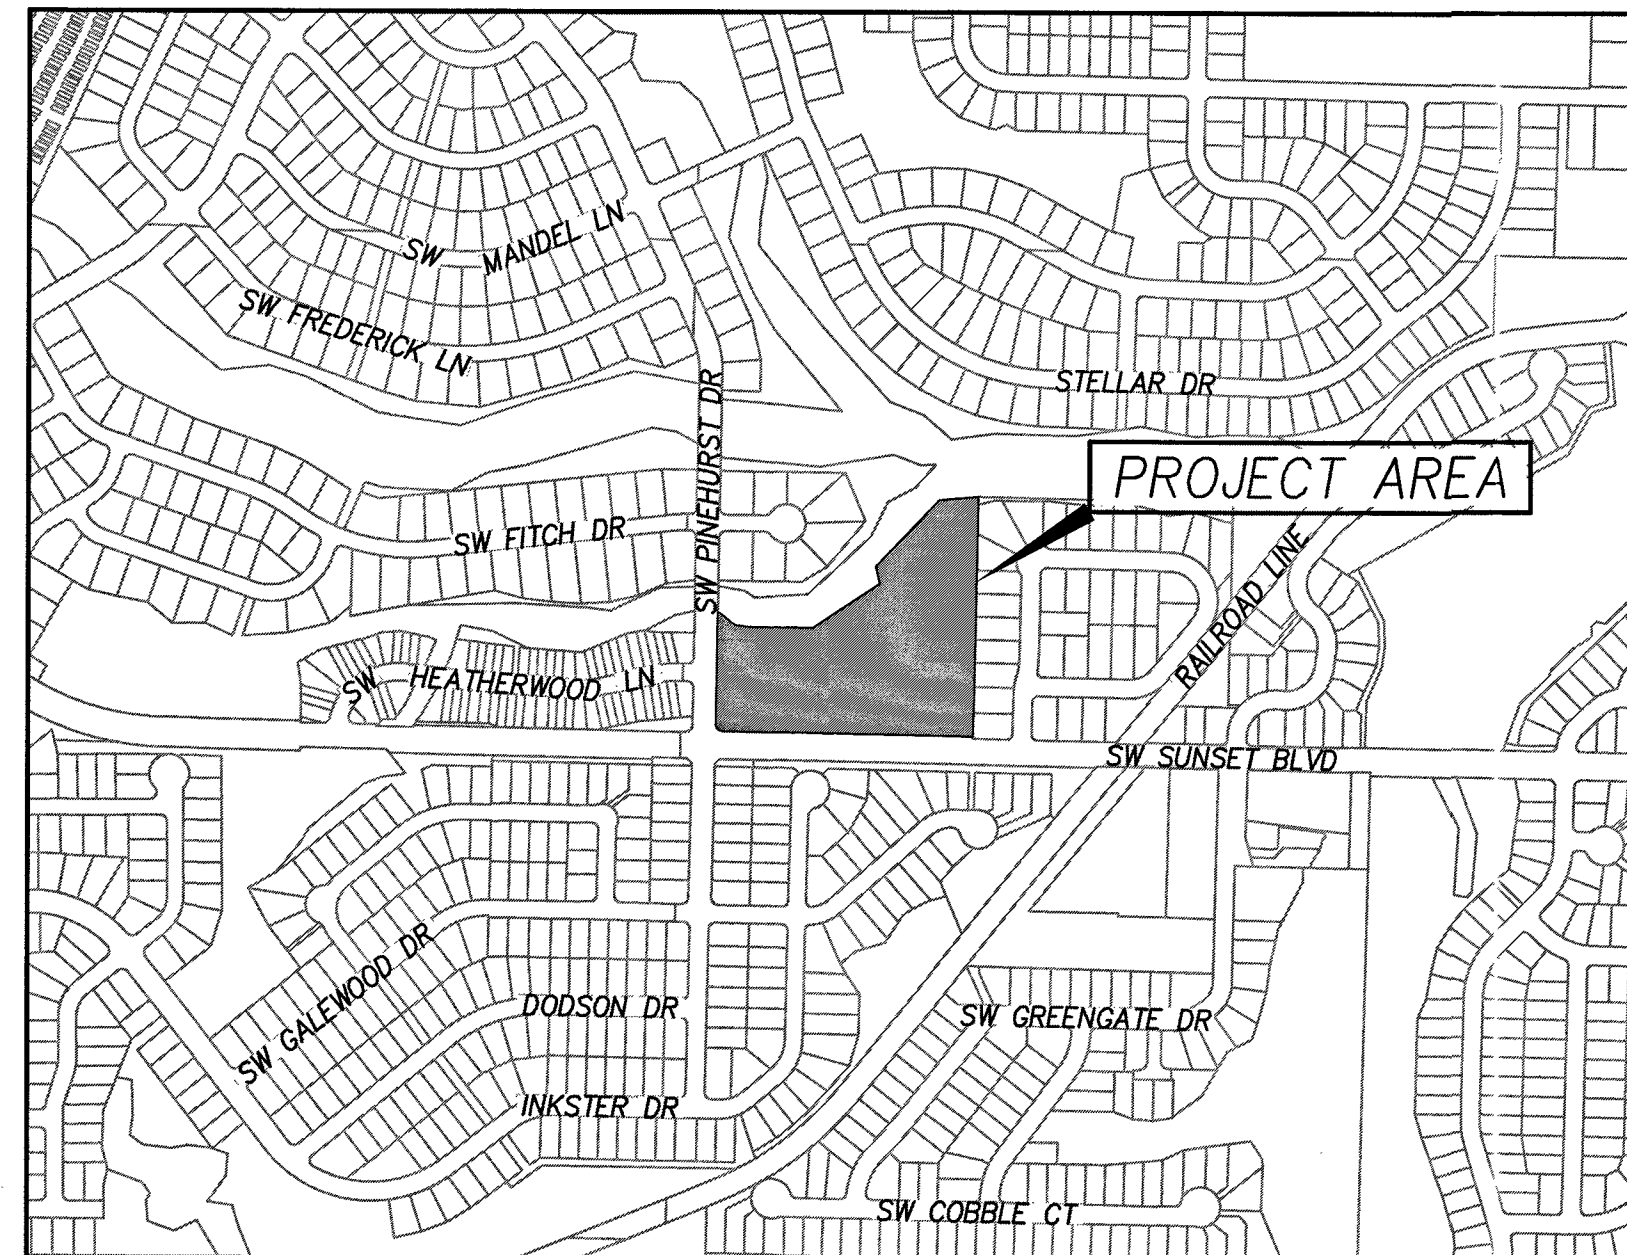 SW MANDEL LN
SW FREDERICK LN
STELLAR DR
SW PINEHURST DR
PROJECT AREA
SW FITCH DR
RAILROAD LINE
SW HEATHERWOOD LN
SW SUNSET BLVD
SW GALEWOOD DR
DODSON DR
SW GREENGATE DR
INKSTER DR
SW COBBLE CT